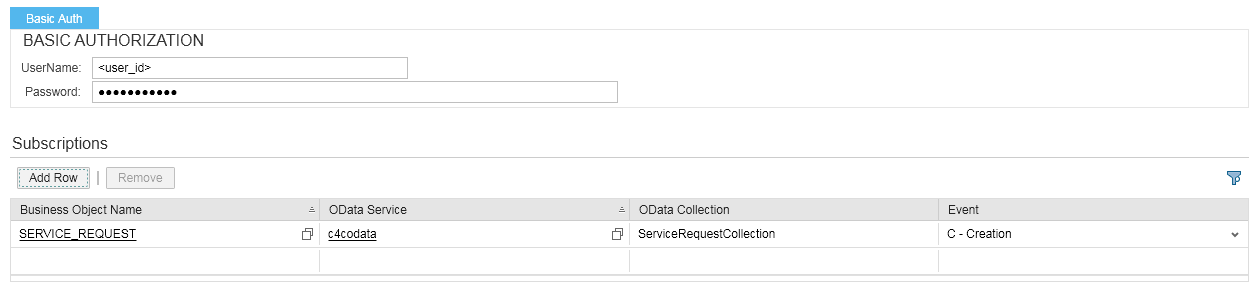 Basic Auth
BASIC AUTHORIZATION
UserName: <user_id>
Password: ●●●●●●●●●●●
Subscriptions
Add Row | Remove
Business Object Name OData Service OData Collection Event
SERVICE_REQUEST c4codata ServiceRequestCollection C - Creation